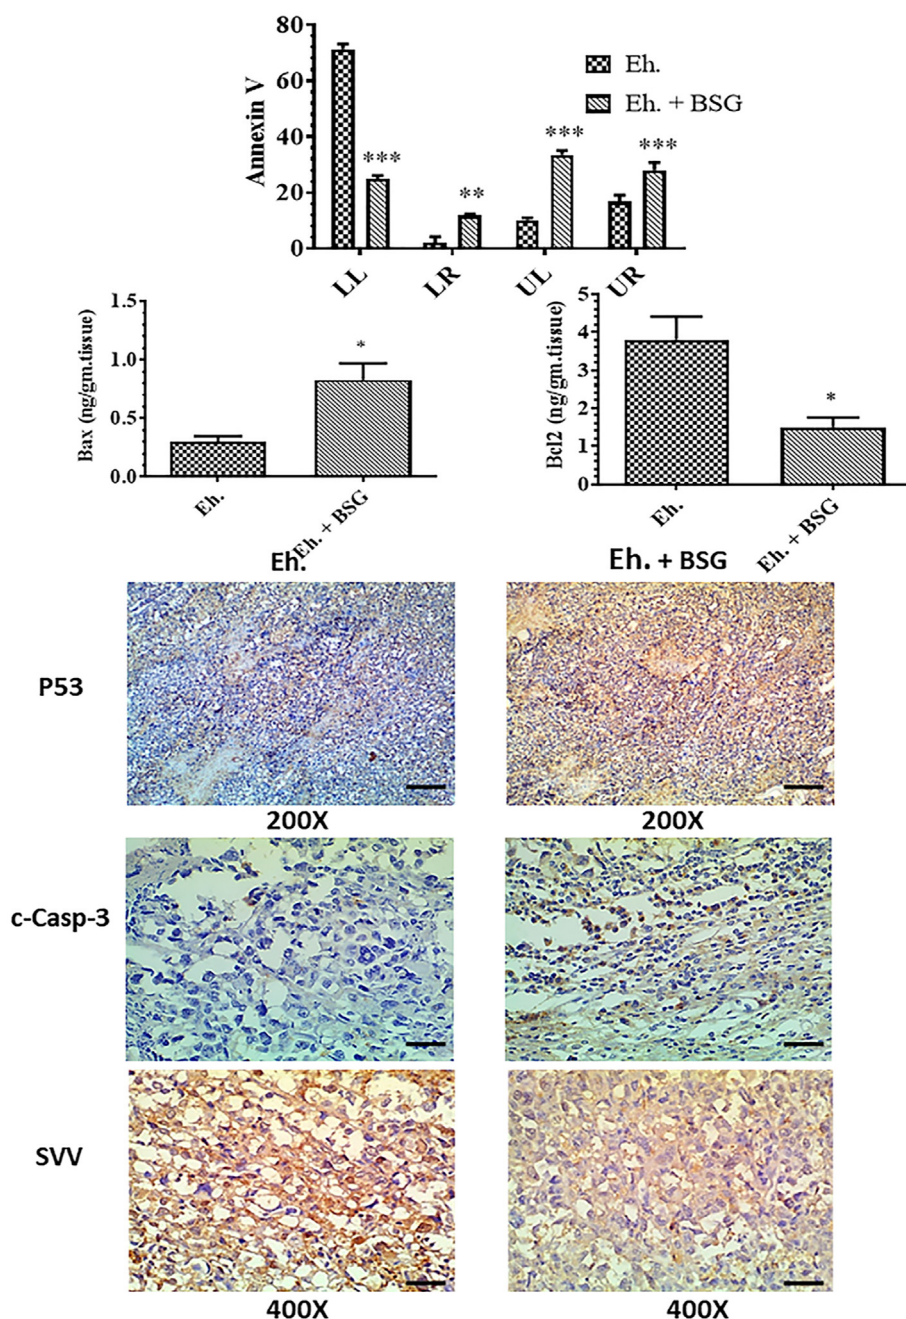 Annexin V
80
60
40
20
0
Eh.
Eh. + BSG
***
**
***
***
LL
LR
UL
UR
Bax (ng/gm.tissue)
1.5
1.0
0.5
0.0
*
Eh.
Eh. + BSG
Bcl2 (ng/gm.tissue)
5
4
3
2
1
0
*
Eh.
Eh. + BSG
Eh.
Eh. + BSG
P53
200X
200X
c-Casp-3
SVV
400X
400X